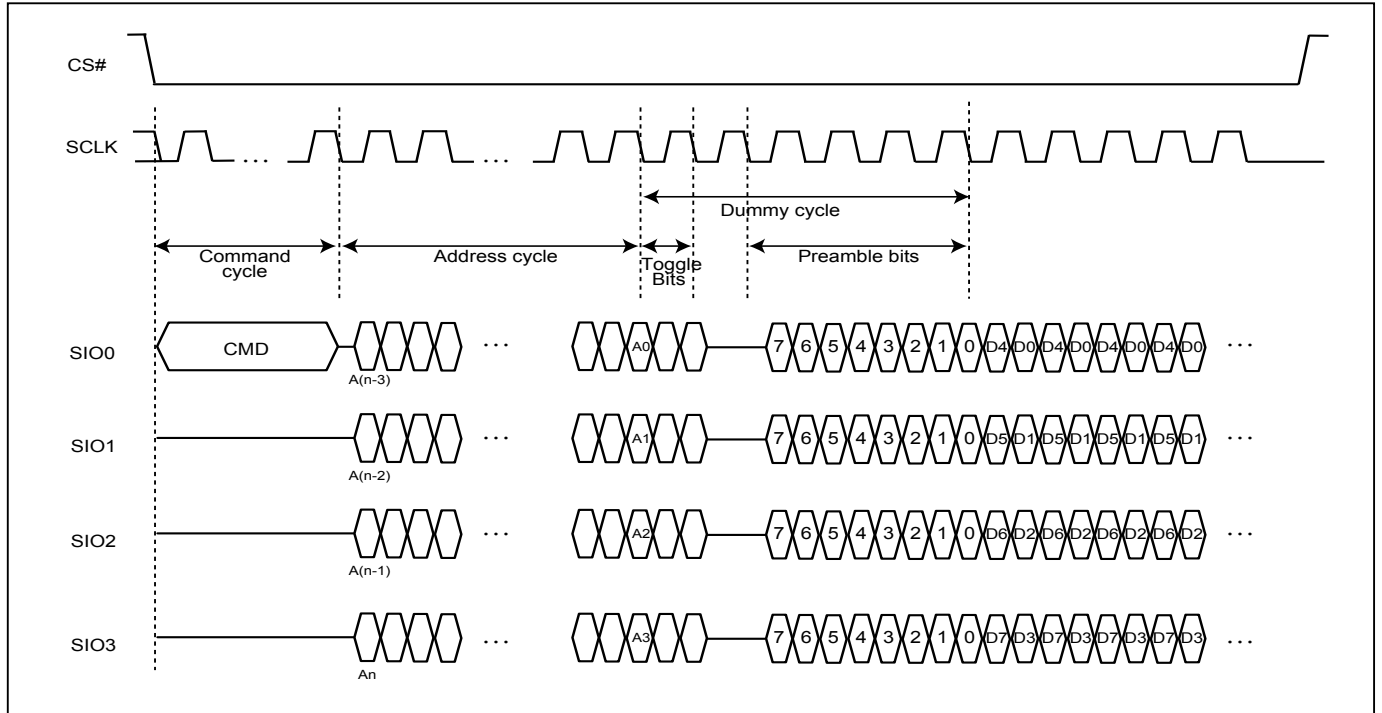 CS#
SCLK ... ...
Dummy cycle
Command cycle
Address cycle
Toggle Bits
Preamble bits
SIO0 CMD ... A0 7 6 5 4 3 2 1 0 D4 D0 D4 D0 D4 D0 D4 D0 ...
A(n-3)
SIO1 ... A1 7 6 5 4 3 2 1 0 D5 D1 D5 D1 D5 D1 D5 D1 ...
A(n-2)
SIO2 ... A2 7 6 5 4 3 2 1 0 D6 D2 D6 D2 D6 D2 D6 D2 ...
A(n-1)
SIO3 ... A3 7 6 5 4 3 2 1 0 D7 D3 D7 D3 D7 D3 D7 D3 ...
An